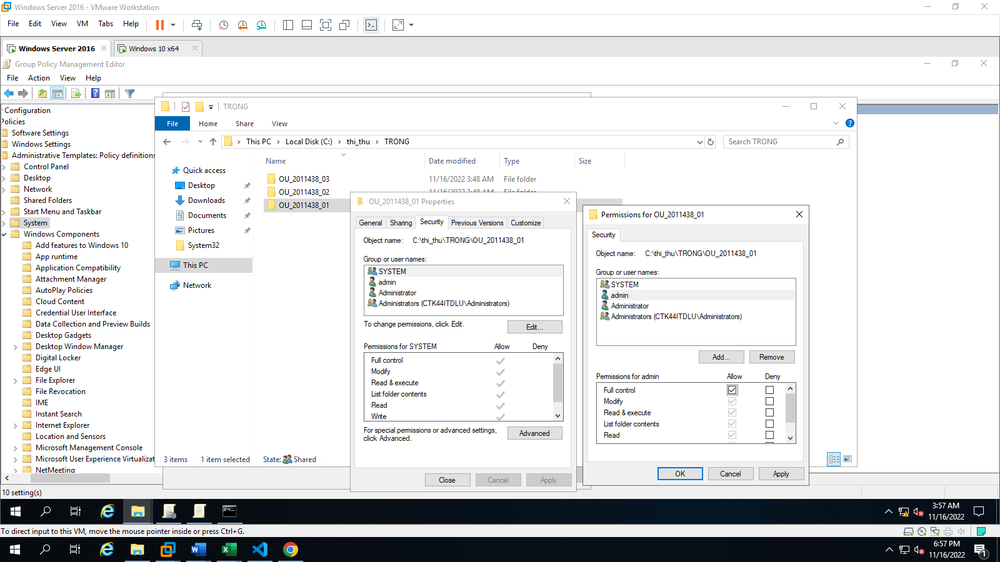 Windows Server 2016 - VMware Workstation
File Edit View VM Tabs Help
Windows Server 2016
Windows 10 x64
Group Policy Management Editor
File Action View Help
Configuration
Policies
Software Settings
Windows Settings
Administrative Templates: Policy definitions
Control Panel
Desktop
Network
Shared Folders
Start Menu and Taskbar
System
Windows Components
Add features to Windows 10
App runtime
Application Compatibility
Attachment Manager
AutoPlay Policies
Cloud Content
Credential User Interface
Data Collection and Preview Builds
Desktop Gadgets
Desktop Window Manager
Digital Locker
Edge UI
File Explorer
File Revocation
IME
Instant Search
Internet Explorer
Location and Sensors
Microsoft Management Console
Microsoft User Experience Virtualizat
NetMeeting
10 setting(s)
TRONG
File Home Share View
This PC > Local Disk (C:) > thi_thu > TRONG
Search TRONG
Quick access
Desktop
Downloads
Documents
Pictures
System32
This PC
Network
Name Date modified Type Size
OU_2011438_03 11/16/2022 3:48 AM File folder
OU_2011438_02 11/16/2022 3:48 AM File folder
OU_2011438_01
3 items 1 item selected State: Shared
OU_2011438_01 Properties
General Sharing Security Previous Versions Customize
Object name: C:\thi_thu\TRONG\OU_2011438_01
Group or user names:
SYSTEM
admin
Administrator
Administrators (CTK44ITDLU\Administrators)
To change permissions, click Edit.
Edit...
Permissions for SYSTEM Allow Deny
Full control
Modify
Read & execute
List folder contents
Read
Write
For special permissions or advanced settings,
click Advanced.
Advanced
Close Cancel Apply
Permissions for OU_2011438_01
Security
Object name: C:\thi_thu\TRONG\OU_2011438_01
Group or user names:
SYSTEM
admin
Administrator
Administrators (CTK44ITDLU\Administrators)
Add... Remove
Permissions for admin Allow Deny
Full control
Modify
Read & execute
List folder contents
Read
OK Cancel Apply
3:57 AM
11/16/2022
To direct input to this VM, move the mouse pointer inside or press Ctrl+G.
6:57 PM
11/16/2022
1